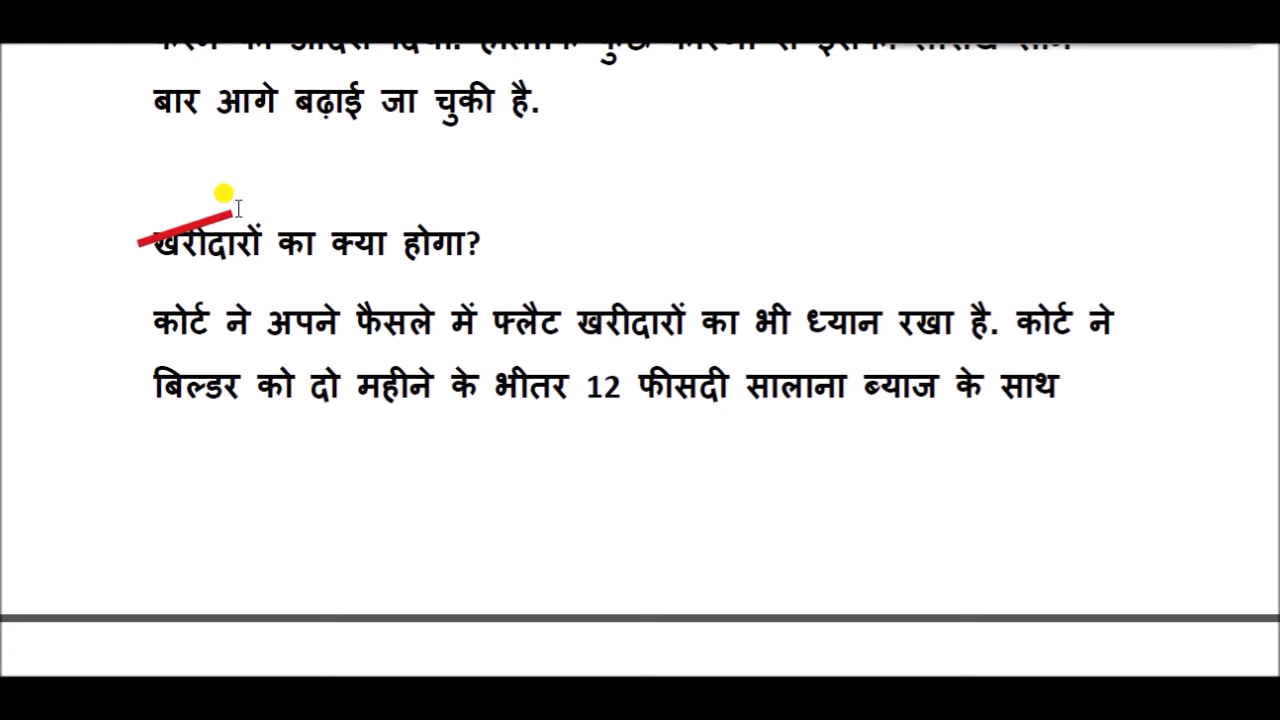 बार आगे बढ़ाई जा चुकी है.
खरीदारों का क्या होगा?
कोर्ट ने अपने फैसले में फ्लैट खरीदारों का भी ध्यान रखा है. कोर्ट ने
बिल्डर को दो महीने के भीतर 12 फीसदी सालाना ब्याज के साथ